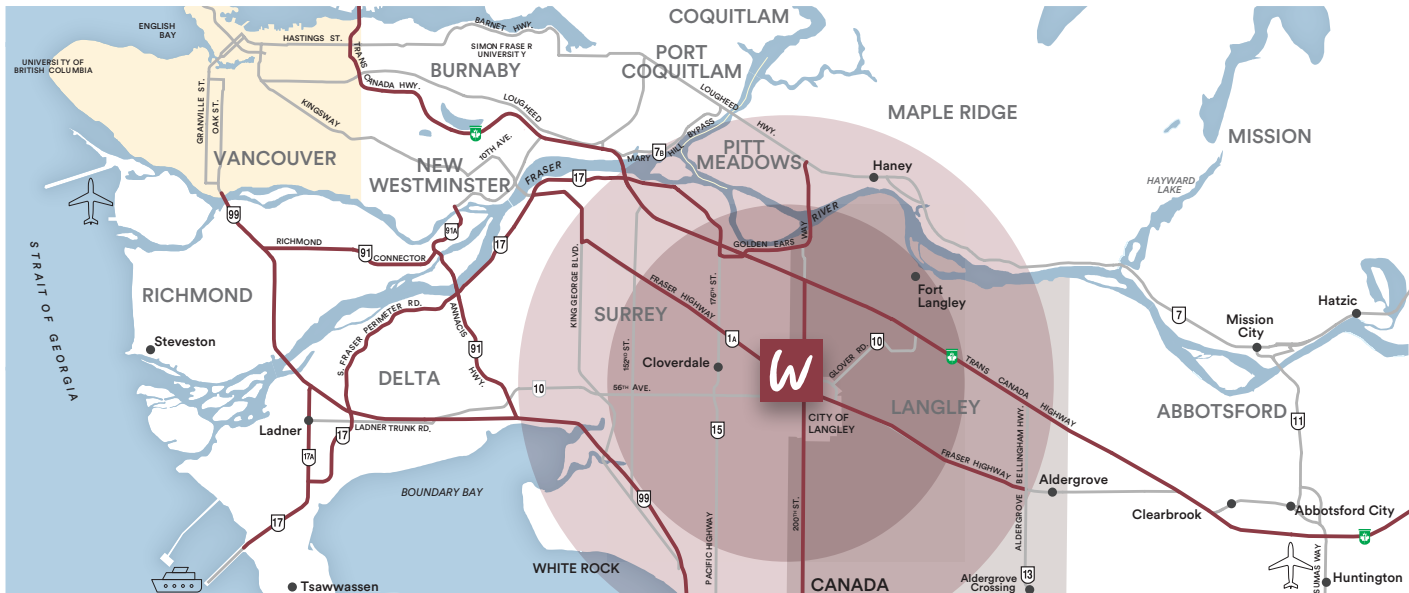 COQUITLAM
ENGLISH
BAY
BARNET HWY.
HASTINGS ST.
TRANS
CANADA HWY.
SIMON FRASER
UNIVERSITY
PORT
COQUITLAM
UNIVERSITY OF
BRITISH COLUMBIA
BURNABY
LOUGHEED
LOUGHEED
HWY.
GRANVILLE ST.
OAK ST.
KINGSWAY
MAPLE RIDGE
MISSION
VANCOUVER
10TH AVE.
NEW
WESTMINSTER
FRASER
17
MARY
HILL
BYPASS
7B
PITT
MEADOWS
Haney
HAYWARD
LAKE
99
91A
17
RICHMOND
91
CONNECTOR
GOLDEN EARS
WAY
RIVER
STRAIT OF GEORGIA
RICHMOND
S. FRASER PERIMETER RD.
ANNACIS
91
HWY.
KING GEORGE BLVD.
FRASER HIGHWAY
176TH ST.
Fort
Langley
SURREY
152ND ST.
1A
Hatzic
7
Mission
City
Steveston
Cloverdale
W
GLOVER RD.
10
TRANS CANADA HIGHWAY
DELTA
10
56TH AVE.
LANGLEY
ABBOTSFORD
CITY OF
LANGLEY
11
Ladner
LADNER TRUNK RD.
17
15
17A
FRASER HIGHWAY
ALDERGROVE BELLINGHAM HWY.
Aldergrove
BOUNDARY BAY
99
Clearbrook
Abbotsford City
17
200TH ST.
PACIFIC HIGHWAY
WHITE ROCK
CANADA
Aldergrove
Crossing
13
SUMAS WAY
Huntington
Tsawwassen